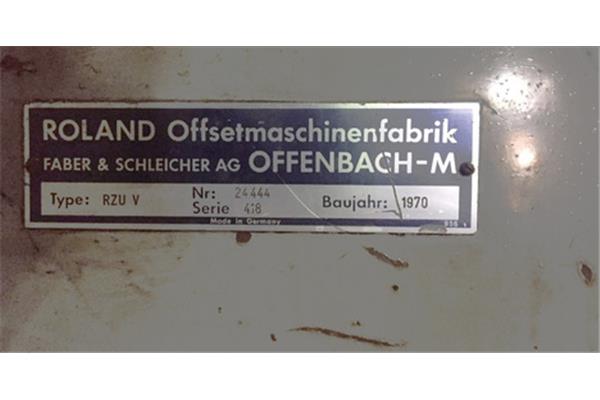 ROLAND Offsetmaschinenfabrik
FABER & SCHLEICHER AG OFFENBACH-M
Type: RZU V Nr: 24444 Baujahr: 1970
Serie 418
Made in Germany